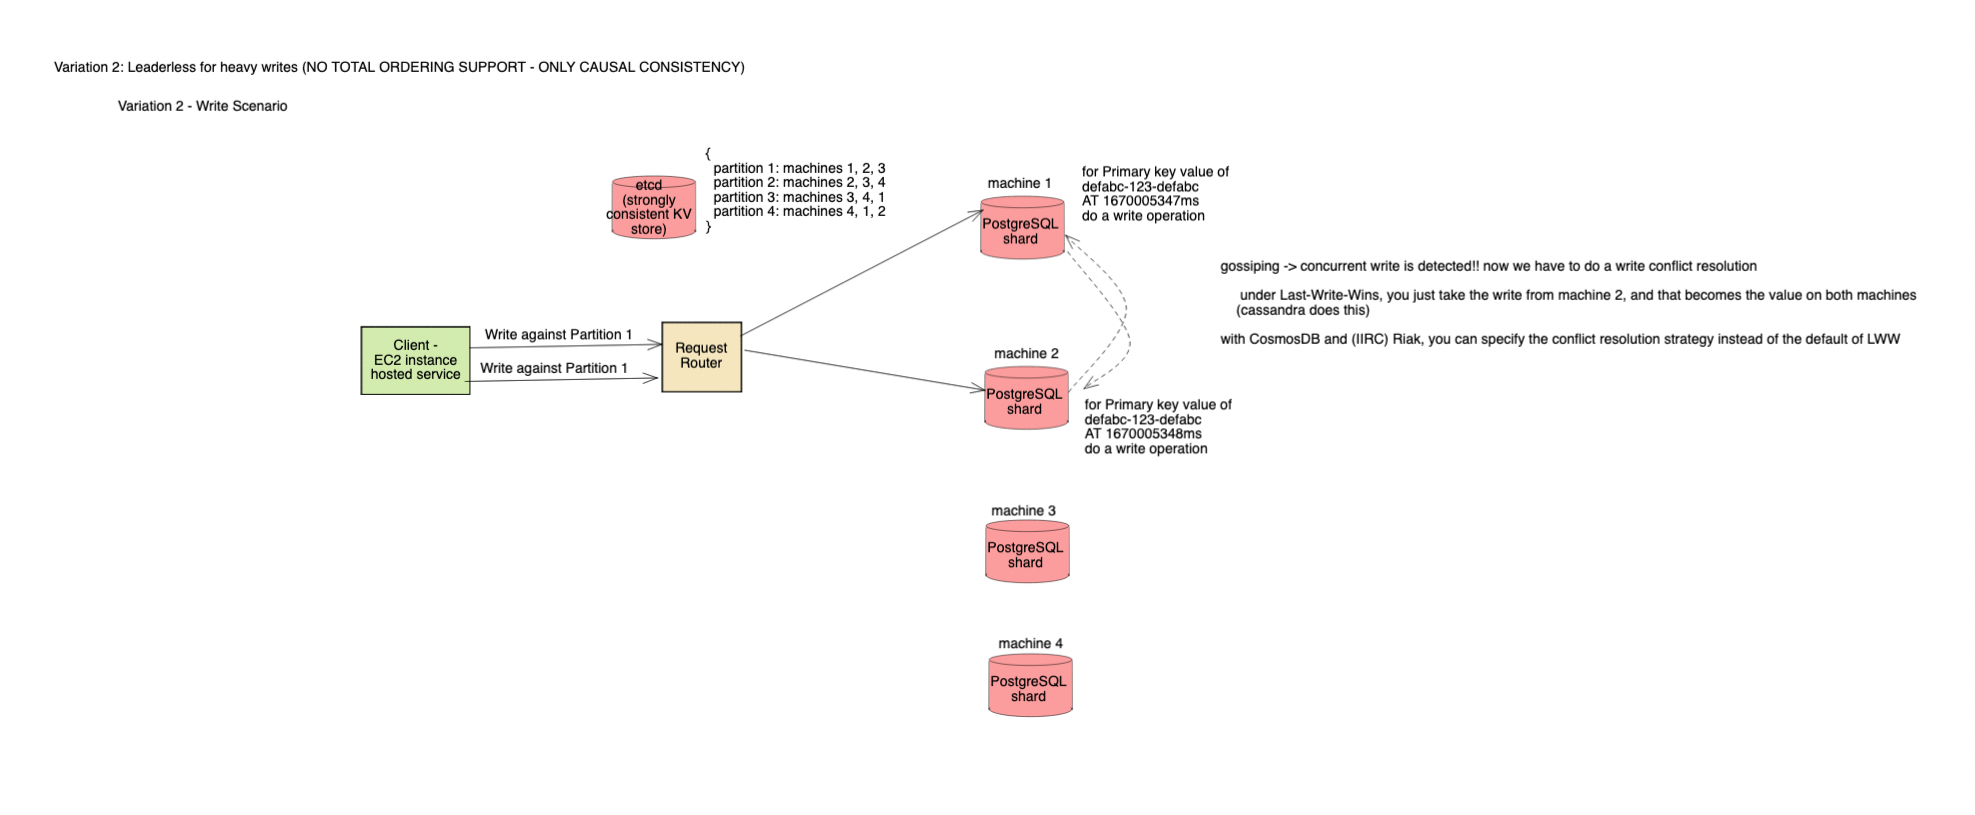 Variation 2: Leaderless for heavy writes (NO TOTAL ORDERING SUPPORT - ONLY CAUSAL CONSISTENCY)
Variation 2 - Write Scenario
etcd
(strongly
consistent KV
store)
{
partition 1: machines 1, 2, 3
partition 2: machines 2, 3, 4
partition 3: machines 3, 4, 1
partition 4: machines 4, 1, 2
}
Client -
EC2 instance
hosted service
Write against Partition 1
Write against Partition 1
Request
Router
machine 1
PostgreSQL
shard
for Primary key value of
defabc-123-defabc
AT 1670005347ms
do a write operation
gossiping -> concurrent write is detected!! now we have to do a write conflict resolution
under Last-Write-Wins, you just take the write from machine 2, and that becomes the value on both machines
(cassandra does this)
with CosmosDB and (IIRC) Riak, you can specify the conflict resolution strategy instead of the default of LWW
machine 2
PostgreSQL
shard
for Primary key value of
defabc-123-defabc
AT 1670005348ms
do a write operation
machine 3
PostgreSQL
shard
machine 4
PostgreSQL
shard